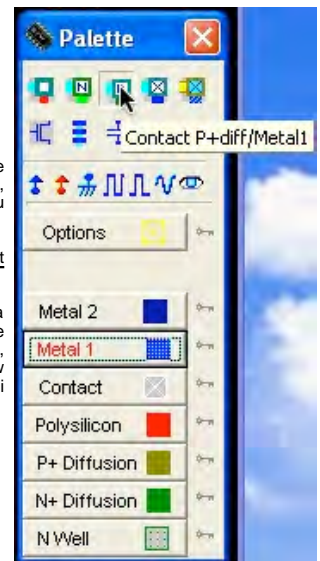 Palette
N
Contact P+diff/Metal1
Options
Metal 2
Metal 1
Contact
Polysilicon
P+ Diffusion
N+ Diffusion
N Well